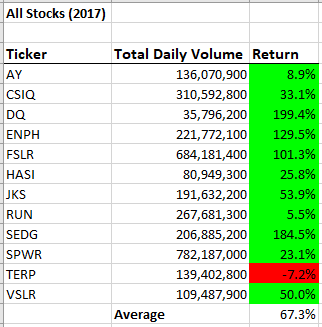 All Stocks (2017)
Ticker Total Daily Volume Return
AY 136,070,900 8.9%
CSIQ 310,592,800 33.1%
DQ 35,796,200 199.4%
ENPH 221,772,100 129.5%
FSLR 684,181,400 101.3%
HASI 80,949,300 25.8%
JKS 191,632,200 53.9%
RUN 267,681,300 5.5%
SEDG 206,885,200 184.5%
SPWR 782,187,000 23.1%
TERP 139,402,800 -7.2%
VSLR 109,487,900 50.0%
Average 67.3%